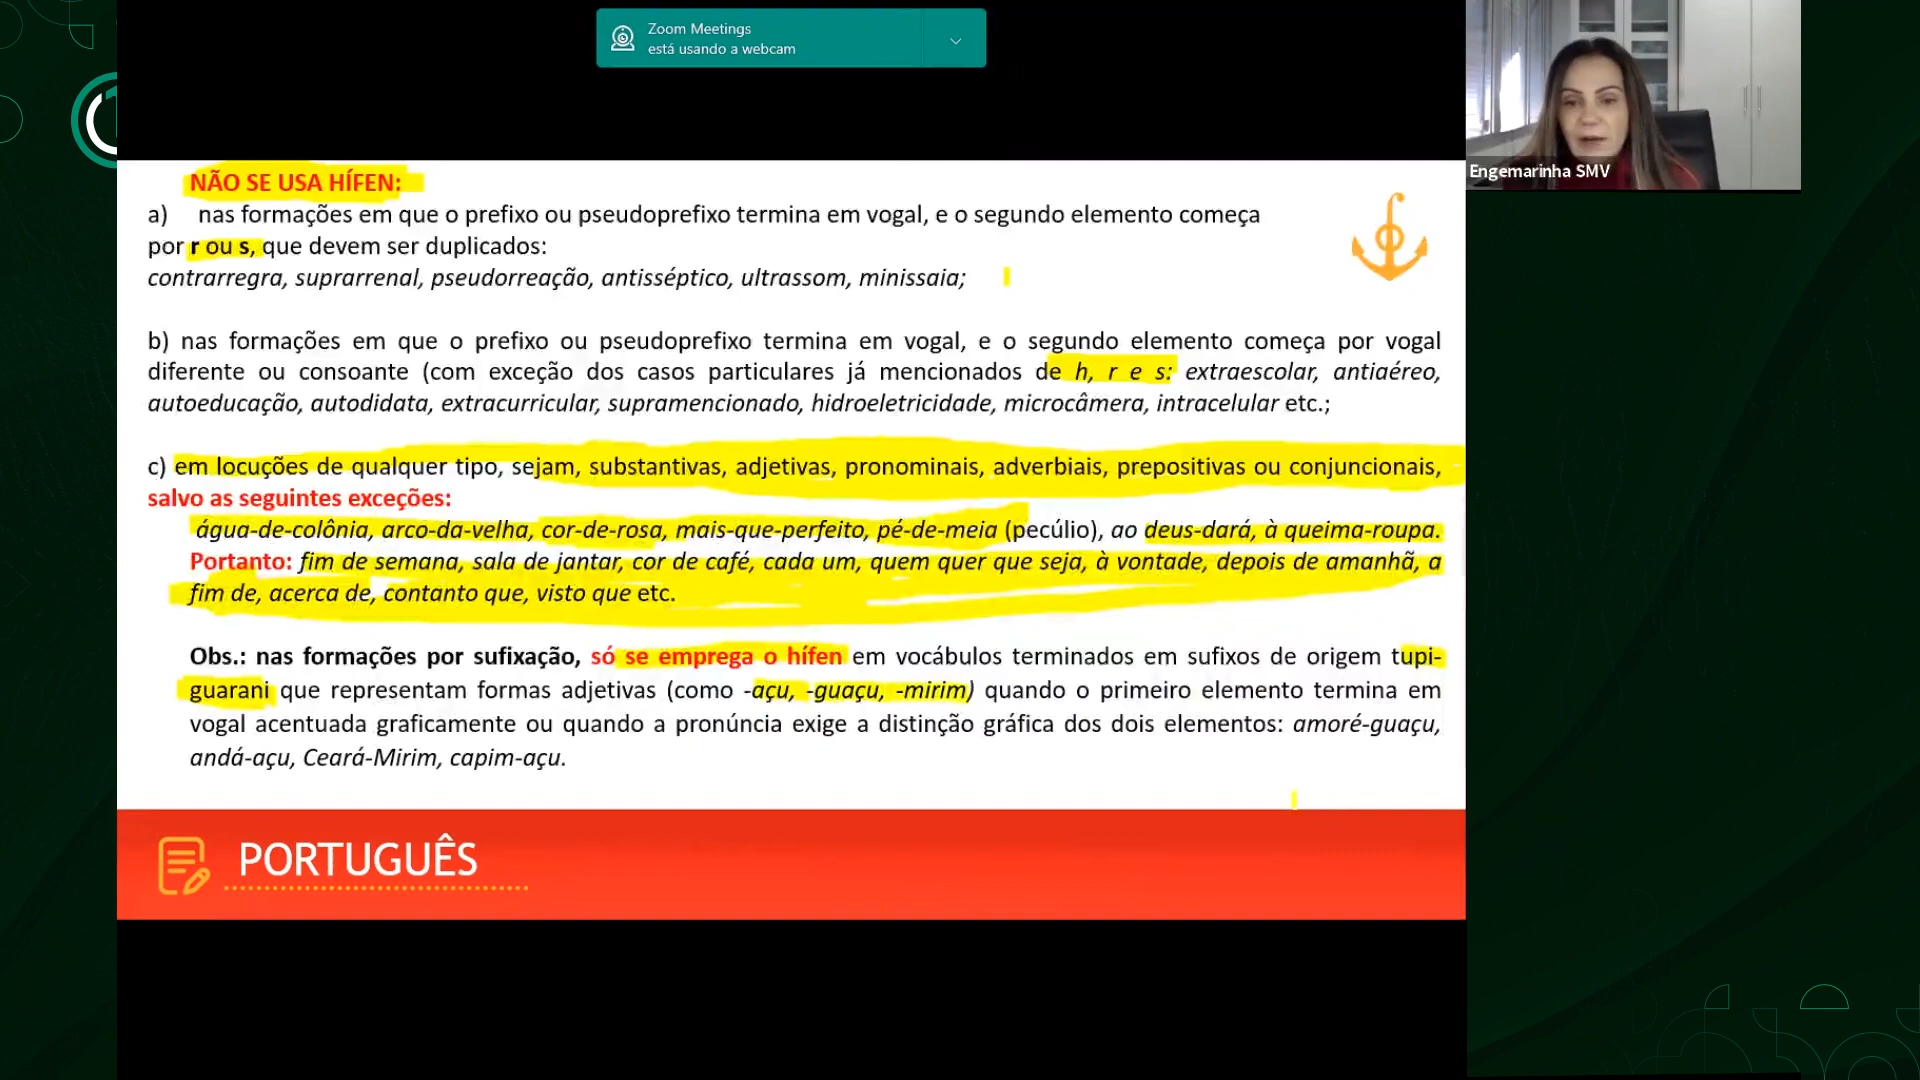 Zoom Meetings
está usando a webcam
Engemarinha SMV
NÃO SE USA HÍFEN:
a) nas formações em que o prefixo ou pseudoprefixo termina em vogal, e o segundo elemento começa
por r ou s, que devem ser duplicados:
contrarregra, suprarrenal, pseudorreação, antisséptico, ultrassom, minissaia;
b) nas formações em que o prefixo ou pseudoprefixo termina em vogal, e o segundo elemento começa por vogal
diferente ou consoante (com exceção dos casos particulares já mencionados de h, r e s: extraescolar, antiaéreo,
autoeducação, autodidata, extracurricular, supramencionado, hidroeletricidade, microcâmera, intracelular etc.;
c) em locuções de qualquer tipo, sejam, substantivas, adjetivas, pronominais, adverbiais, prepositivas ou conjuncionais,
salvo as seguintes exceções:
água-de-colônia, arco-da-velha, cor-de-rosa, mais-que-perfeito, pé-de-meia (pecúlio), ao deus-dará, à queima-roupa.
Portanto: fim de semana, sala de jantar, cor de café, cada um, quem quer que seja, à vontade, depois de amanhã, a
fim de, acerca de, contanto que, visto que etc.
Obs.: nas formações por sufixação, só se emprega o hífen em vocábulos terminados em sufixos de origem tupi-
guarani que representam formas adjetivas (como -açu, -guaçu, -mirim) quando o primeiro elemento termina em
vogal acentuada graficamente ou quando a pronúncia exige a distinção gráfica dos dois elementos: amoré-guaçu,
andá-açu, Ceará-Mirim, capim-açu.
PORTUGUÊS